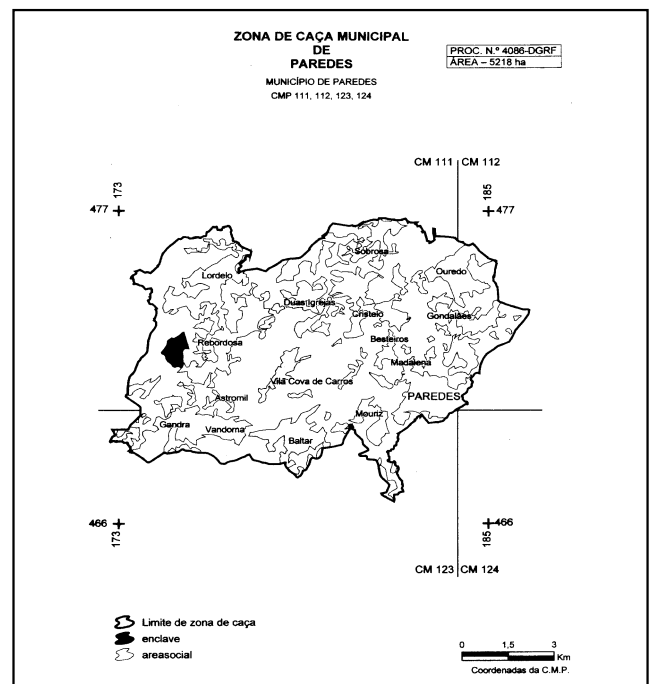 ZONA DE CAÇA MUNICIPAL
DE
PAREDES
PROC. N.º 4086-DGRF
ÁREA – 5218 ha
MUNICÍPIO DE PAREDES
CMP 111, 112, 123, 124
CM 111 CM 112
173
185
477
477
Sobrosa
Lordelo
Ouredo
Duas Igrejas
Cristelo
Gondalães
Rebordosa
Besteiros
Madalena
Vila Cova de Carros
Astromil
PAREDES
Mouriz
Gandra
Vandoma
Baltar
466
466
173
185
CM 123 CM 124
Limite de zona de caça
enclave
areasocial
0 1,5 3
Km
Coordenadas da C.M.P.